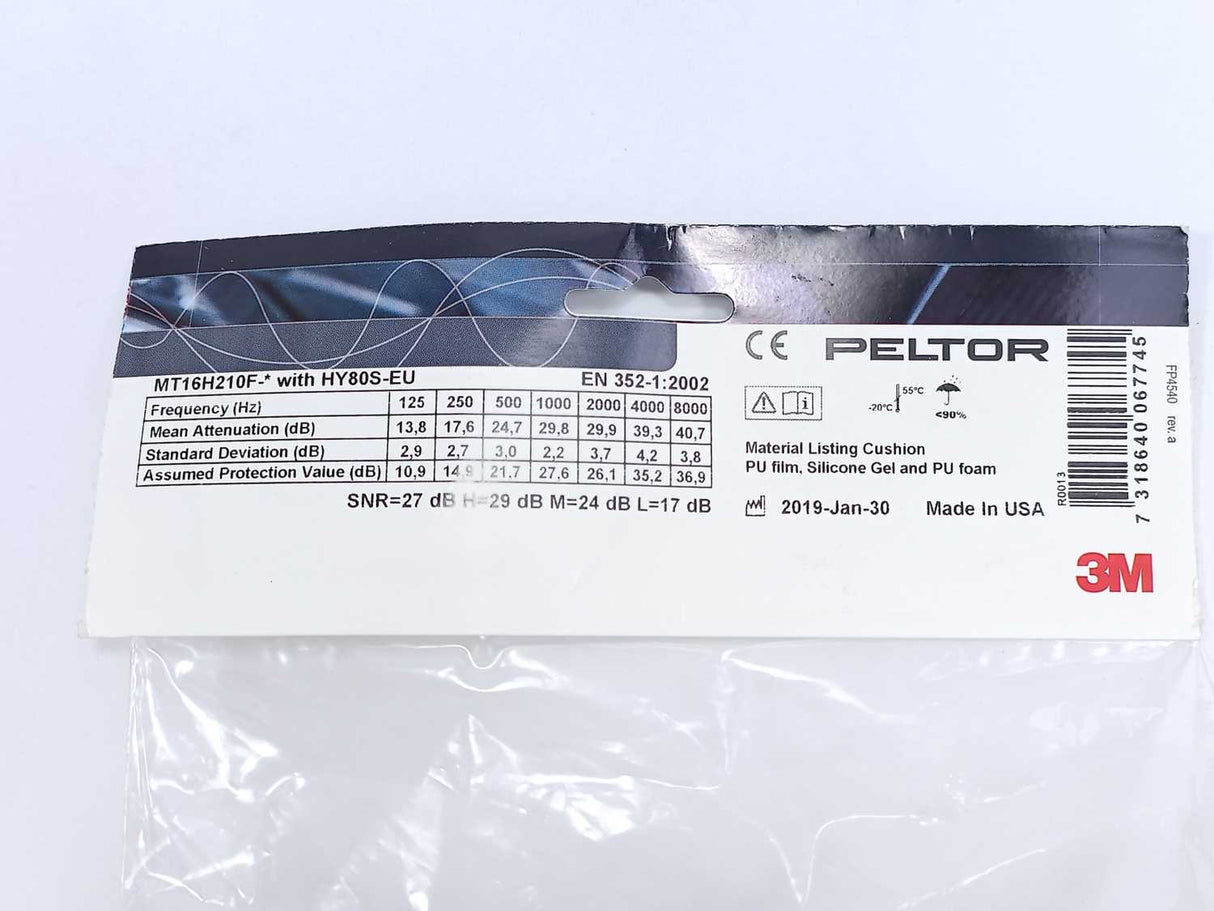 MT16H210F-* with HY80S-EU EN 352-1:2002
Frequency (Hz) 125 250 500 1000 2000 4000 8000
Mean Attenuation (dB) 13,8 17,6 24,7 29,8 29,9 39,3 40,7
Standard Deviation (dB) 2,9 2,7 3,0 2,2 3,7 4,2 3,8
Assumed Protection Value (dB) 10,9 14,9 21,7 27,6 26,1 35,2 36,9
SNR=27 dB H=29 dB M=24 dB L=17 dB
CE PELTOR
-20°C 55°C
<90%
Material Listing Cushion
PU film, Silicone Gel and PU foam
2019-Jan-30 Made In USA
R0013
7 318640 067745
FP4540 rev.a
3M